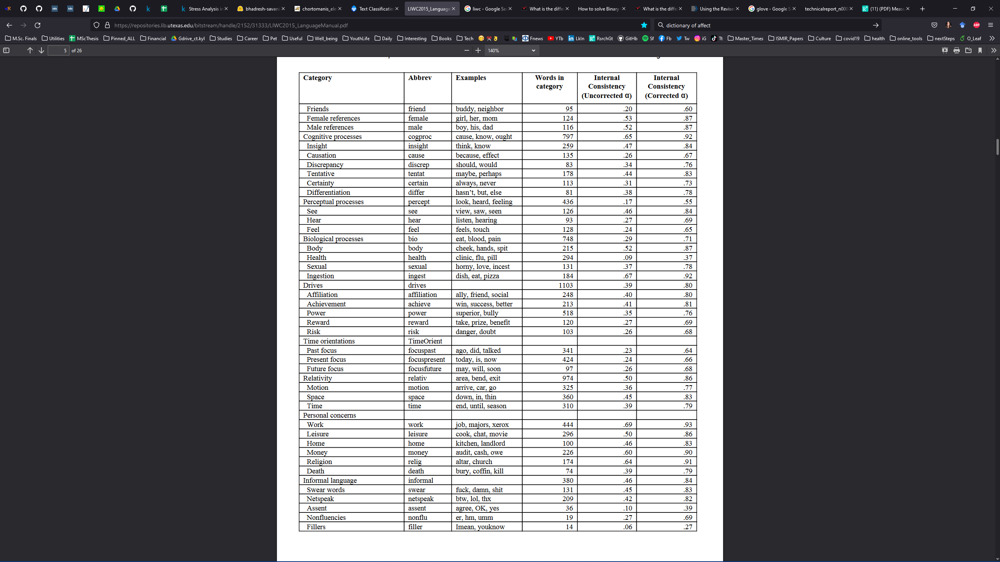 Stress Analysis in
bhadresh-savani
chortomanis_ele
Text Classificatio
LIWC2015_Language
liwc - Google Sea
What is the differ
How to solve Binary
What is the diffe
Using the Revise
glove - Google S
technicalreport_n000
(11) (PDF) Measu
https://repositories.lib.utexas.edu/bitstream/handle/2152/31333/LIWC2015_LanguageManual.pdf
dictionary of affect
ABP
M.Sc. Finals Utilities MScThesis Pinned_ALL Financial Gdrive_ct.kyl Studies Career Pet Useful Well_being YouthLife Daily Interesting Books Tech Fnews YTb LkIn RsrchGt GitHb Sf Fb Tw iG Tt Master_Times ISMIR_Papers Culture covid19 health online_tools nextSteps O_Leaf
5 of 26 140%
Category Abbrev Examples Words in category Internal Consistency (Uncorrected α) Internal Consistency (Corrected α)
Friends friend buddy, neighbor 95 .20 .60
Female references female girl, her, mom 124 .53 .87
Male references male boy, his, dad 116 .52 .87
Cognitive processes cogproc cause, know, ought 797 .65 .92
Insight insight think, know 259 .47 .84
Causation cause because, effect 135 .26 .67
Discrepancy discrep should, would 83 .34 .76
Tentative tentat maybe, perhaps 178 .44 .83
Certainty certain always, never 113 .31 .73
Differentiation differ hasn’t, but, else 81 .38 .78
Perceptual processes percept look, heard, feeling 436 .17 .55
See see view, saw, seen 126 .46 .84
Hear hear listen, hearing 93 .27 .69
Feel feel feels, touch 128 .24 .65
Biological processes bio eat, blood, pain 748 .29 .71
Body body cheek, hands, spit 215 .52 .87
Health health clinic, flu, pill 294 .09 .37
Sexual sexual horny, love, incest 131 .37 .78
Ingestion ingest dish, eat, pizza 184 .67 .92
Drives drives 1103 .39 .80
Affiliation affiliation ally, friend, social 248 .40 .80
Achievement achieve win, success, better 213 .41 .81
Power power superior, bully 518 .35 .76
Reward reward take, prize, benefit 120 .27 .69
Risk risk danger, doubt 103 .26 .68
Time orientations TimeOrient
Past focus focuspast ago, did, talked 341 .23 .64
Present focus focuspresent today, is, now 424 .24 .66
Future focus focusfuture may, will, soon 97 .26 .68
Relativity relativ area, bend, exit 974 .50 .86
Motion motion arrive, car, go 325 .36 .77
Space space down, in, thin 360 .45 .83
Time time end, until, season 310 .39 .79
Personal concerns
Work work job, majors, xerox 444 .69 .93
Leisure leisure cook, chat, movie 296 .50 .86
Home home kitchen, landlord 100 .46 .83
Money money audit, cash, owe 226 .60 .90
Religion relig altar, church 174 .64 .91
Death death bury, coffin, kill 74 .39 .79
Informal language informal 380 .46 .84
Swear words swear fuck, damn, shit 131 .45 .83
Netspeak netspeak btw, lol, thx 209 .42 .82
Assent assent agree, OK, yes 36 .10 .39
Nonfluencies nonflu er, hm, umm 19 .27 .69
Fillers filler Imean, youknow 14 .06 .27